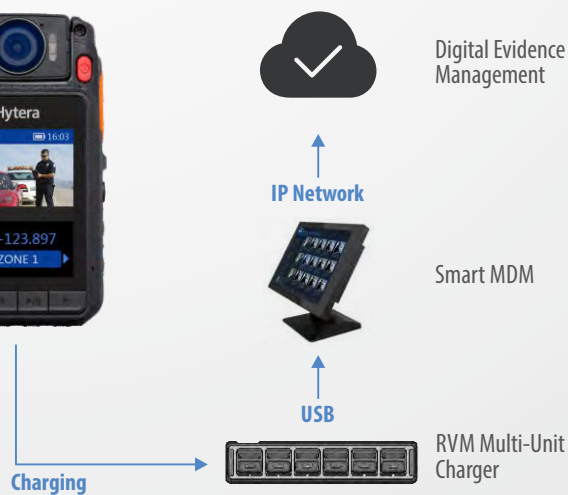 Digital Evidence
Management
Hytera
16:03
IP Network
-123.897
ZONE 1
Smart MDM
USB
RVM Multi-Unit
Charger
Charging